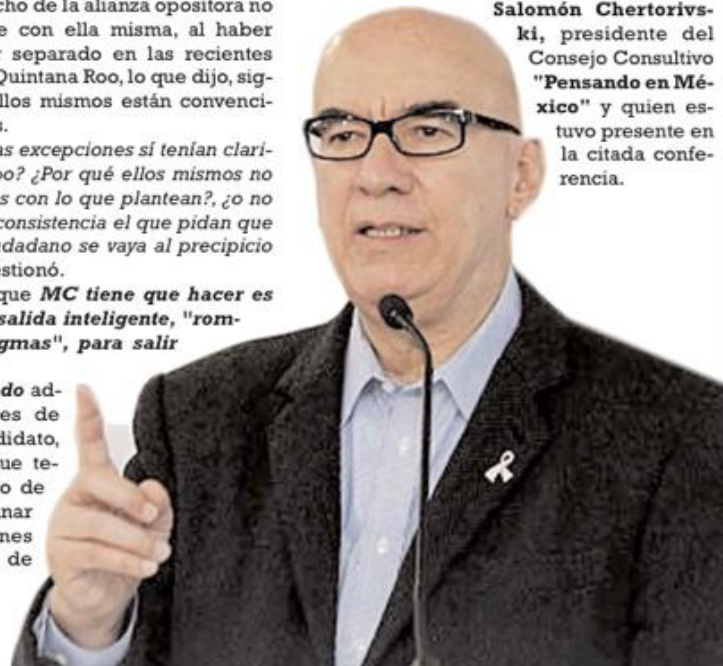 cho de la alianza opositora no
e con ella misma, al haber
separado en las recientes
Quintana Roo, lo que dijo, sig-
llos mismos están convenci-
s.
as excepciones sí tenían clari-
oo? ¿Por qué ellos mismos no
s con lo que plantean?, ¿o no
consistencia el que pidan que
udadano se vaya al precipicio
estionó.
que MC tiene que hacer es
salida inteligente, "rom-
gmas", para salir
do ad-
es de
didato,
ue te-
o de
nar
nes
de
Salomón Chertorivs-
ki, presidente del
Consejo Consultivo
"Pensando en Mé-
xico" y quien es-
tuvo presente en
la citada confe-
rencia.